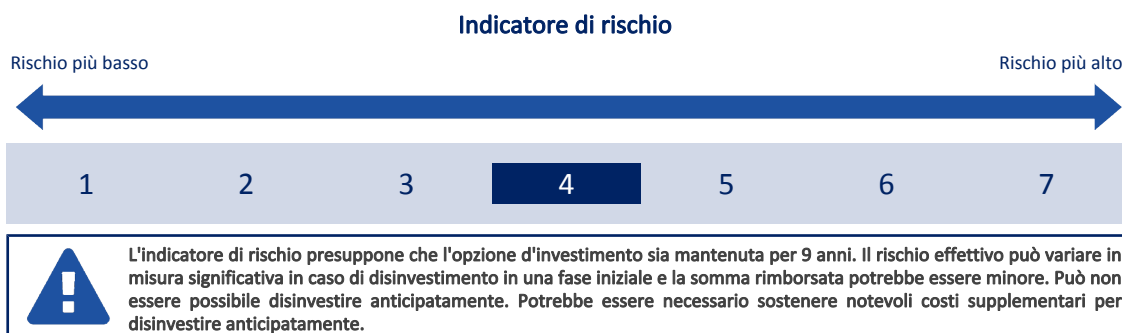 Indicatore di rischio
Rischio più basso Rischio più alto
1 2 3 4 5 6 7
L'indicatore di rischio presuppone che l'opzione d'investimento sia mantenuta per 9 anni. Il rischio effettivo può variare in
misura significativa in caso di disinvestimento in una fase iniziale e la somma rimborsata potrebbe essere minore. Può non
essere possibile disinvestire anticipatamente. Potrebbe essere necessario sostenere notevoli costi supplementari per
disinvestire anticipatamente.